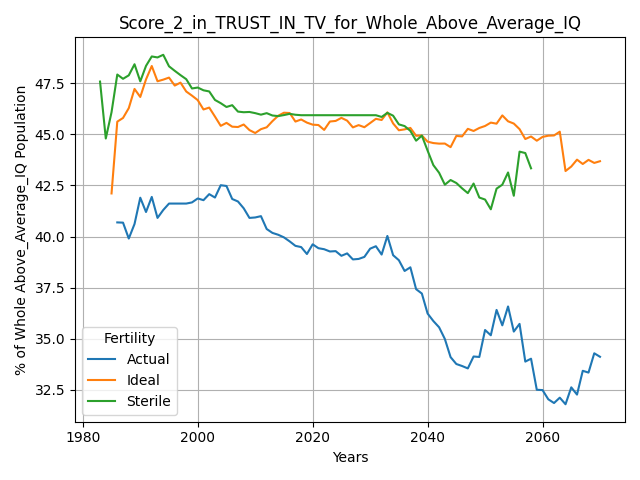 Score_2_in_TRUST_IN_TV_for_Whole_Above_Average_IQ
% of Whole Above_Average_IQ Population
47.5
45.0
42.5
40.0
37.5
35.0
32.5
Fertility
Actual
Ideal
Sterile
1980
2000
2020
2040
2060
Years